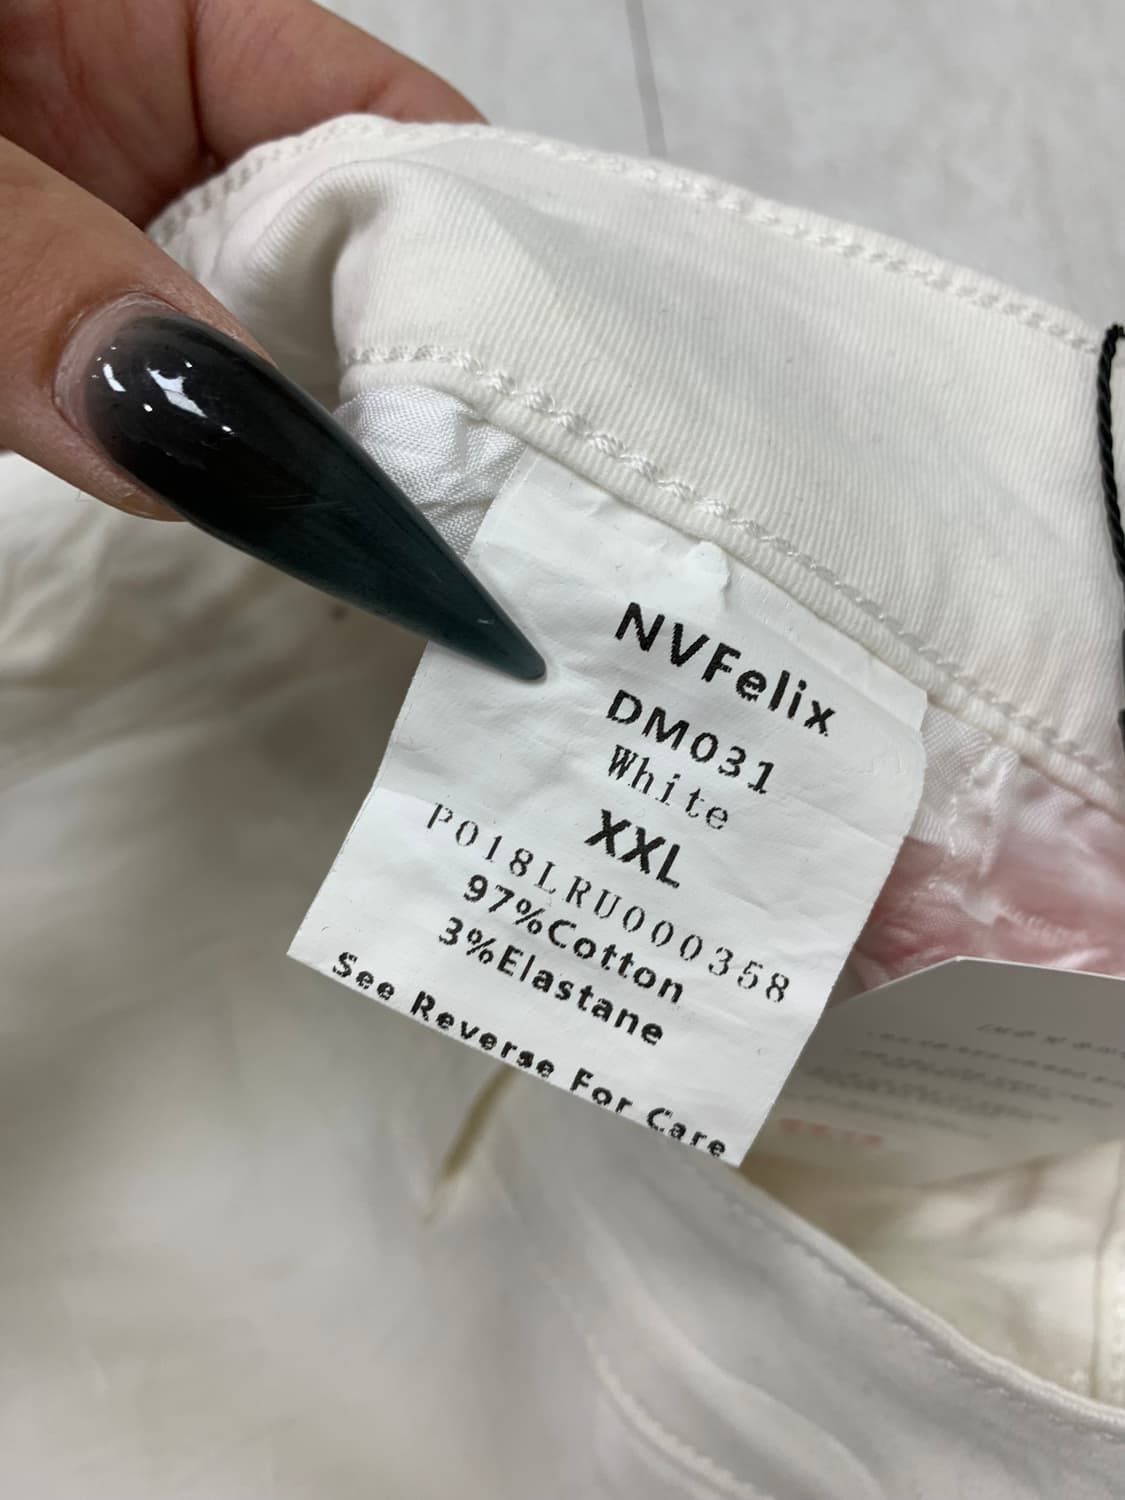 NVFelix
DM031
White
XXL
P018LRU000358
97%Cotton
3%Elastane
See Reverse For Care